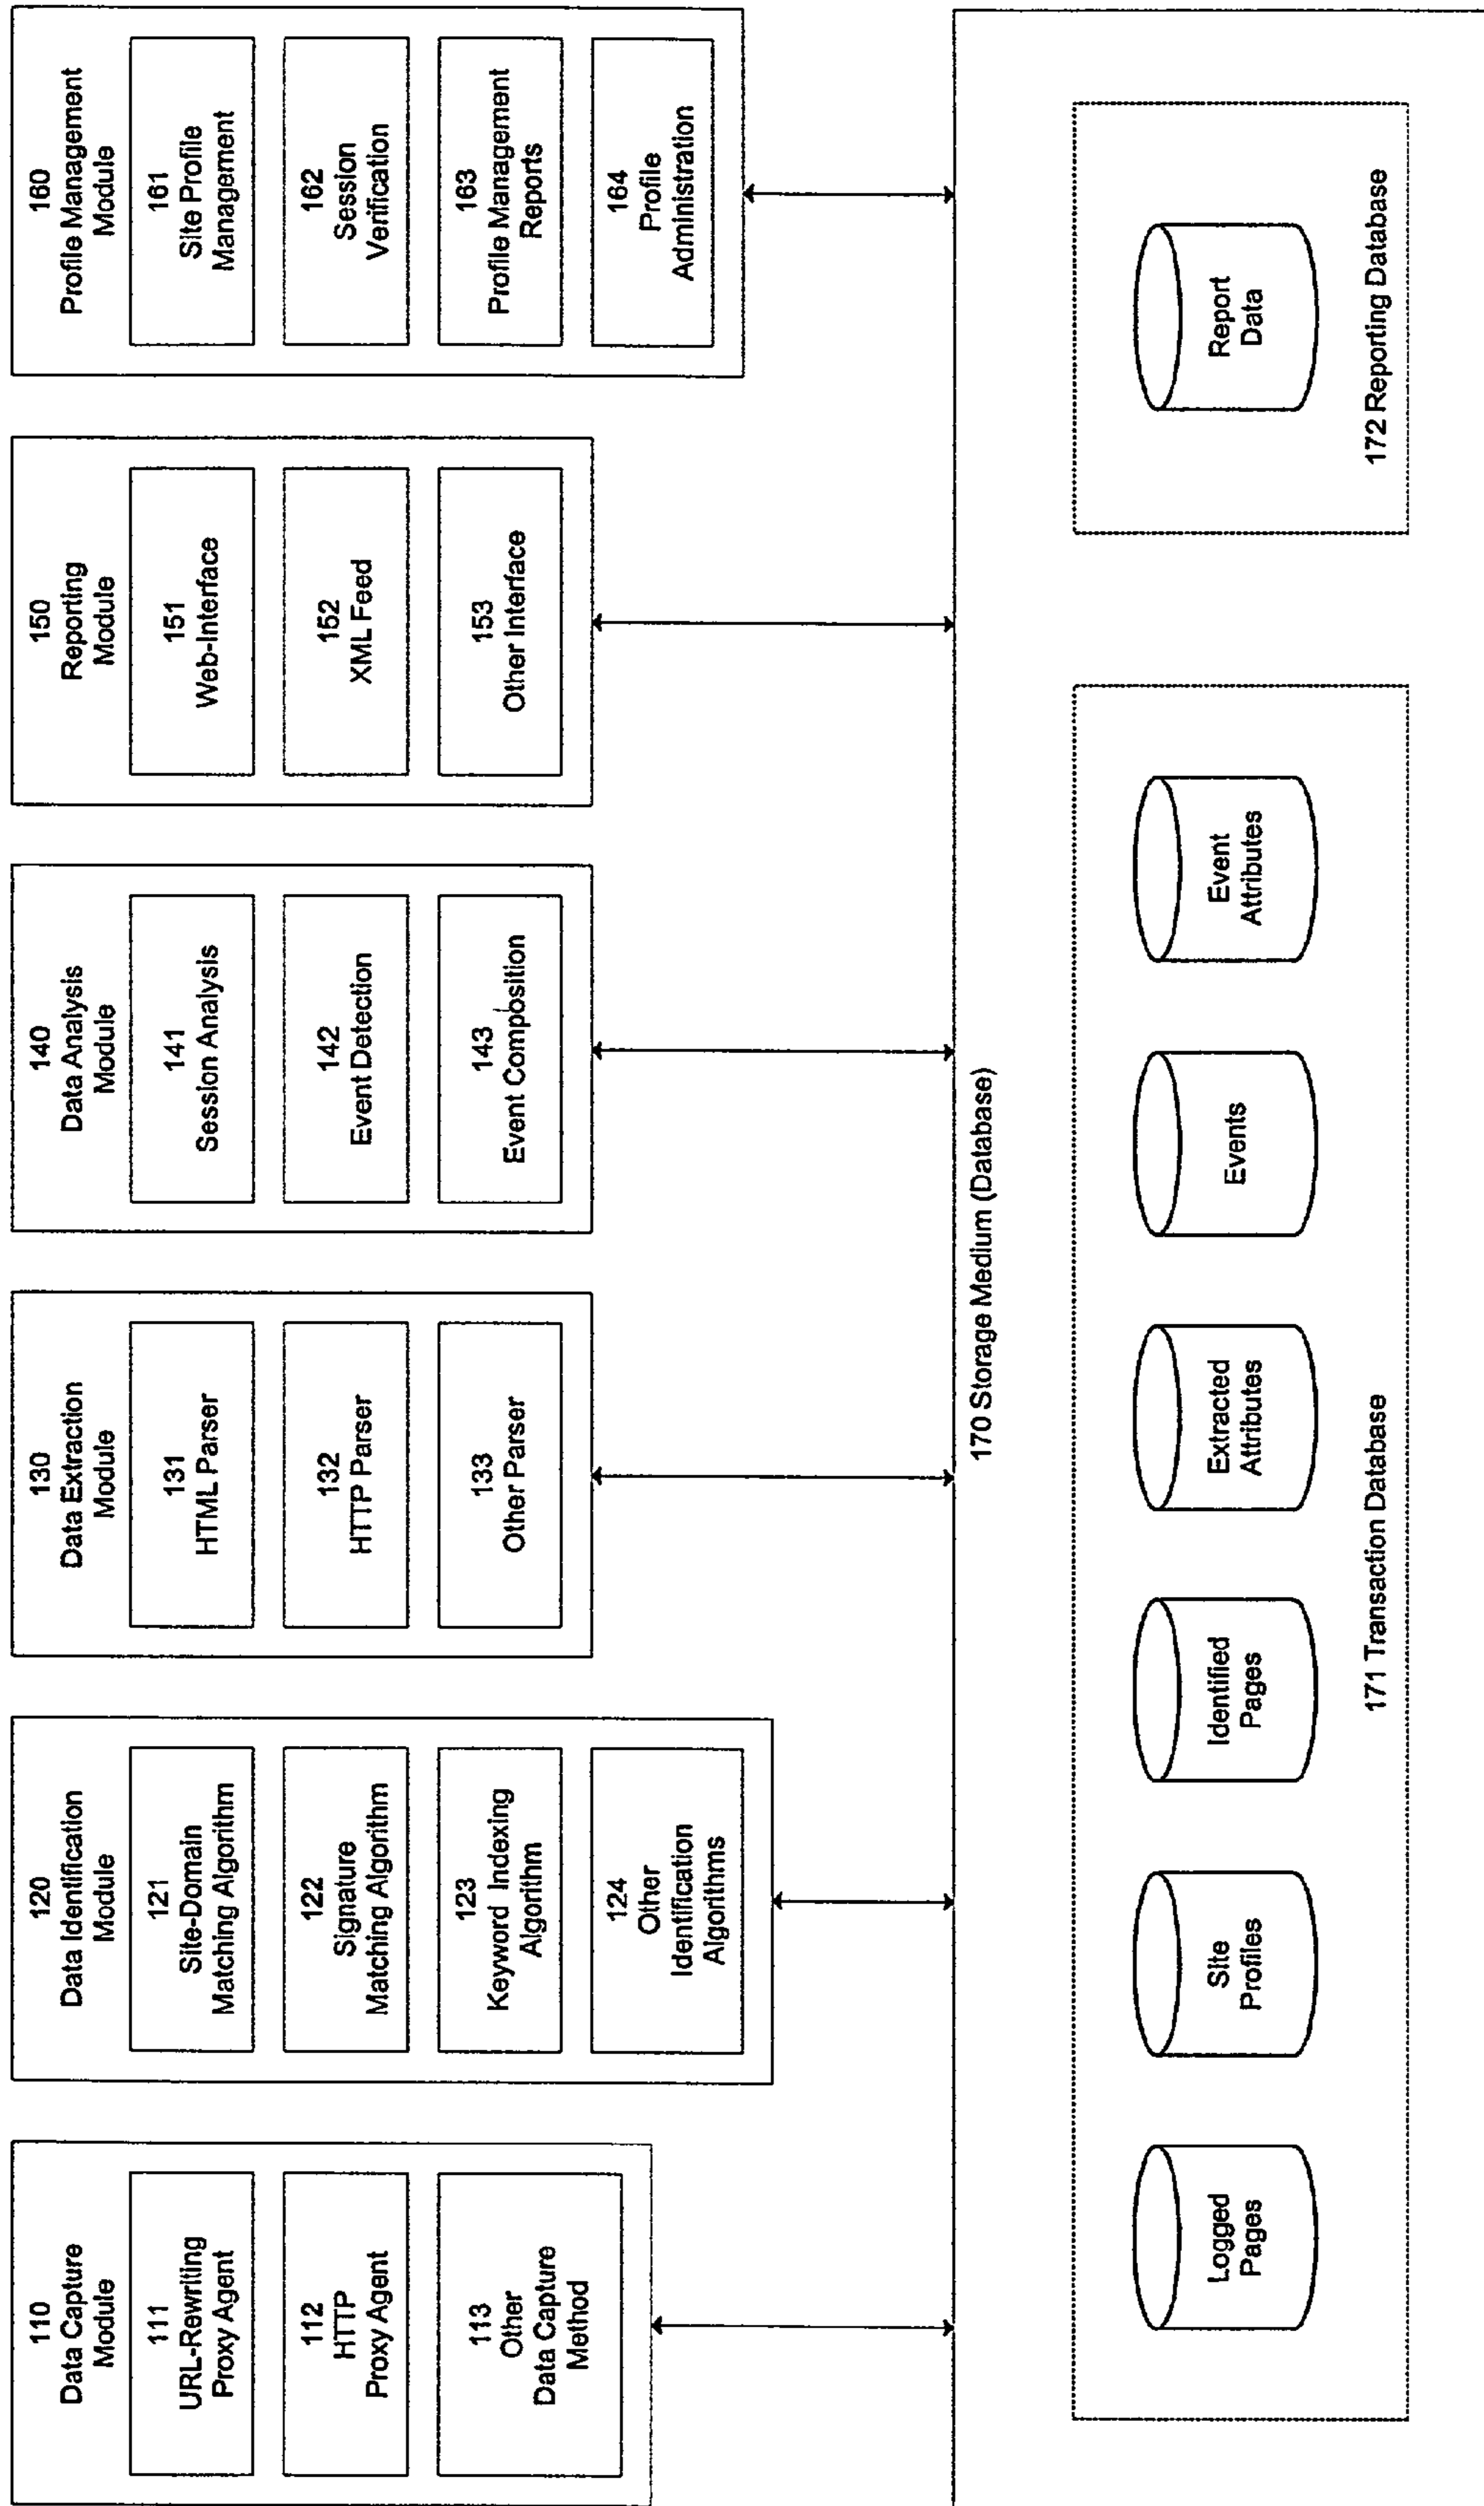 110
Data Capture
Module
111
URL-Rewriting
Proxy Agent
112
HTTP
Proxy Agent
113
Other
Data Capture
Method
120
Data Identification
Module
121
Site-Domain
Matching Algorithm
122
Signature
Matching Algorithm
123
Keyword Indexing
Algorithm
124
Other
Identification
Algorithms
130
Data Extraction
Module
131
HTML Parser
132
HTTP Parser
133
Other Parser
140
Data Analysis
Module
141
Session Analysis
142
Event Detection
143
Event Composition
150
Reporting
Module
151
Web-Interface
152
XML Feed
153
Other Interface
160
Profile Management
Module
161
Site Profile
Management
162
Session
Verification
163
Profile Management
Reports
164
Profile
Administration
170 Storage Medium (Database)
Logged
Pages
Site
Profiles
Identified
Pages
Extracted
Attributes
Events
Event
Attributes
171 Transaction Database
Report
Data
172 Reporting Database